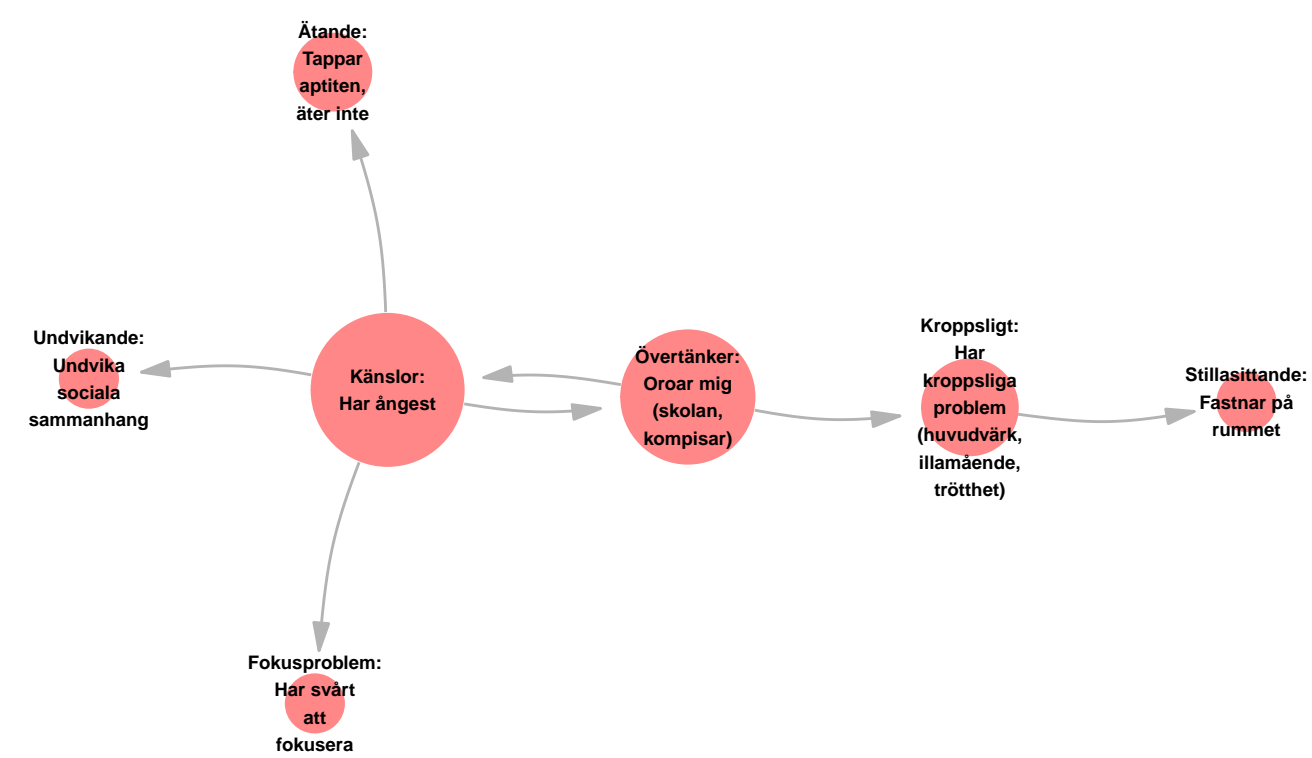 Ätande:
Tappar
aptiten,
äter inte
Undvikande:
Undvika
sociala
sammanhang
Känslor:
Har ångest
Övertänker:
Oroar mig
(skolan,
kompisar)
Kroppsligt:
Har
kroppsliga
problem
(huvudvärk,
illamående,
trötthet)
Stillasittande:
Fastnar på
rummet
Fokusproblem:
Har svårt
att
fokusera